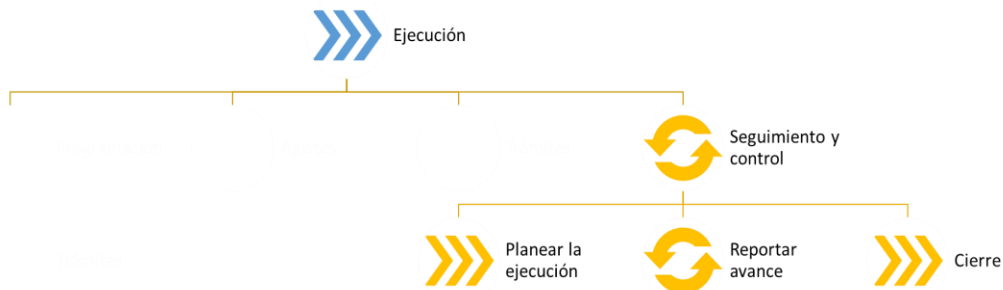 Ejecución
Seguimiento y
control
Planear la
ejecución
Reportar
avance
Cierre